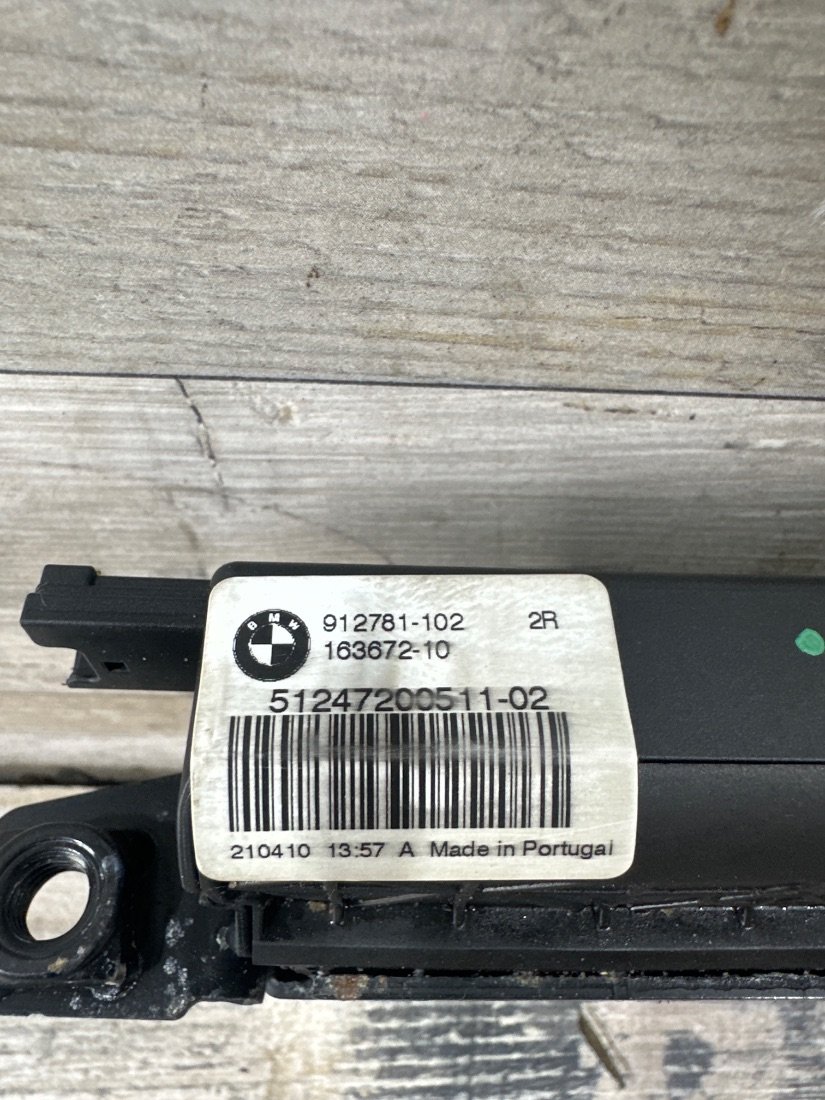 BMW
912781-102 2R
163672-10
51247200511-02
210410 13:57 A Made in Portugal